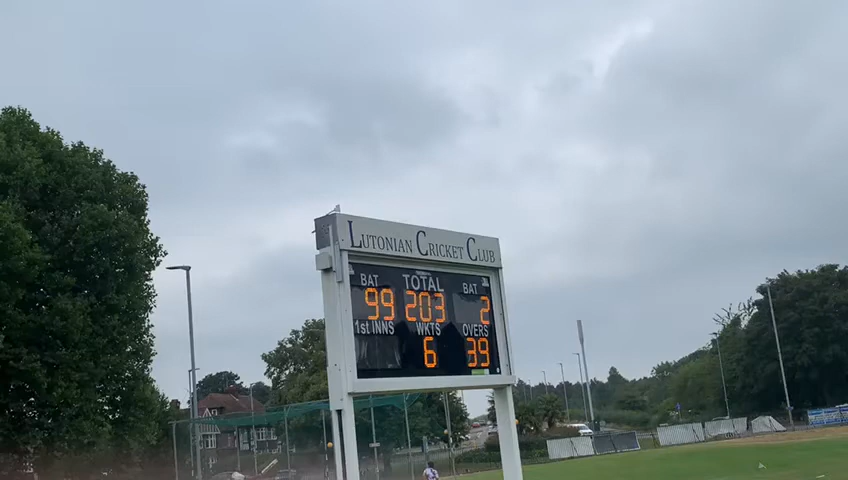 LUTONIAN CRICKET CLUB
BAT TOTAL BAT
99 203 2
1st INNS WKTS OVERS
6 39